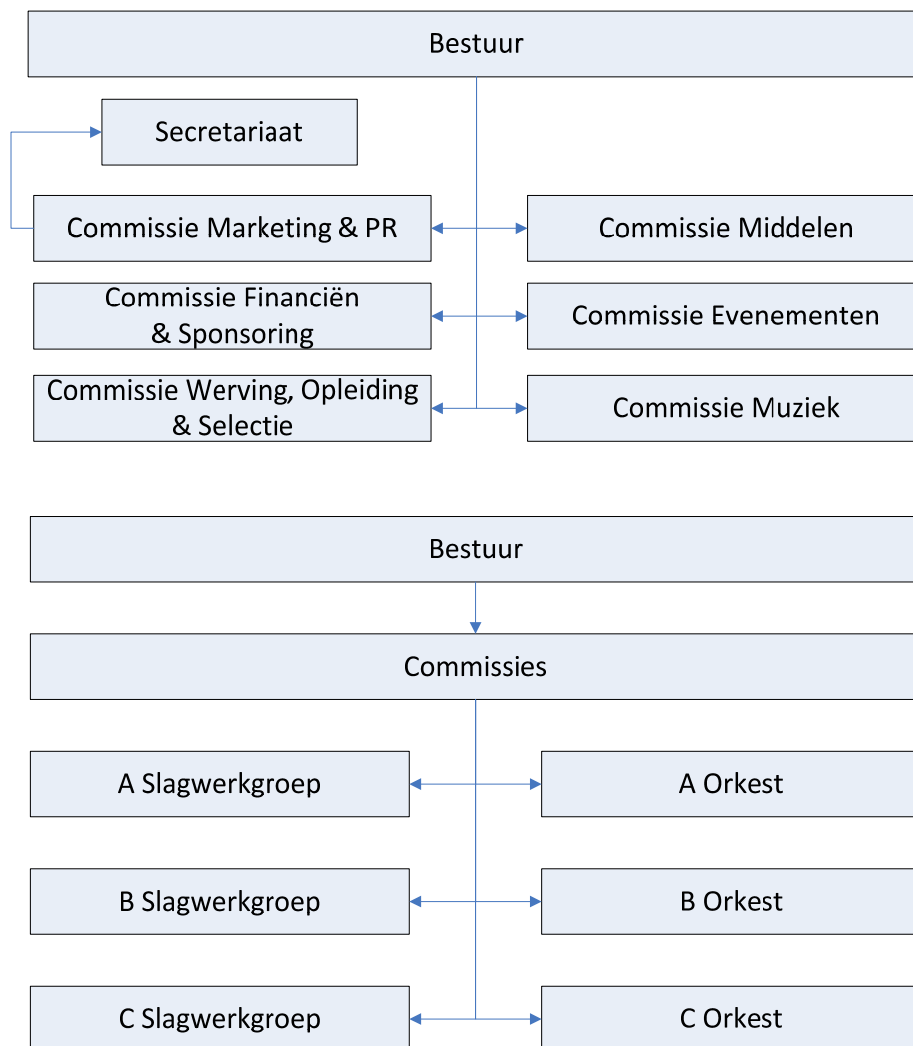 Bestuur
Secretariaat
Commissie Marketing & PR
Commissie Middelen
Commissie Financiën
& Sponsoring
Commissie Evenementen
Commissie Werving, Opleiding
& Selectie
Commissie Muziek
Bestuur
Commissies
A Slagwerkgroep
A Orkest
B Slagwerkgroep
B Orkest
C Slagwerkgroep
C Orkest